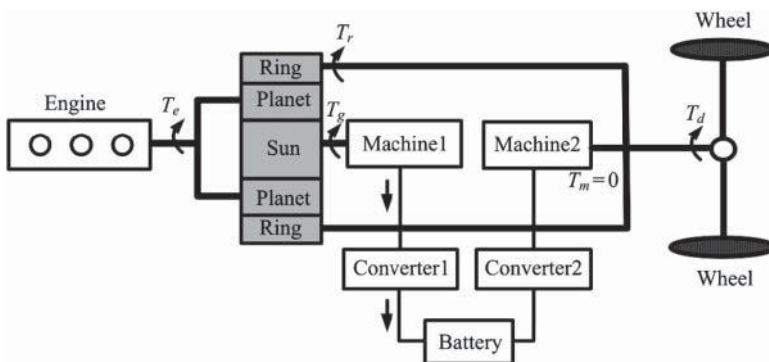 Wheel
T_r
Ring
Engine
T_e
Planet
T_g
T_d
Sun
Machine1
Machine2
T_m=0
Planet
Ring
Converter1
Converter2
Wheel
Battery